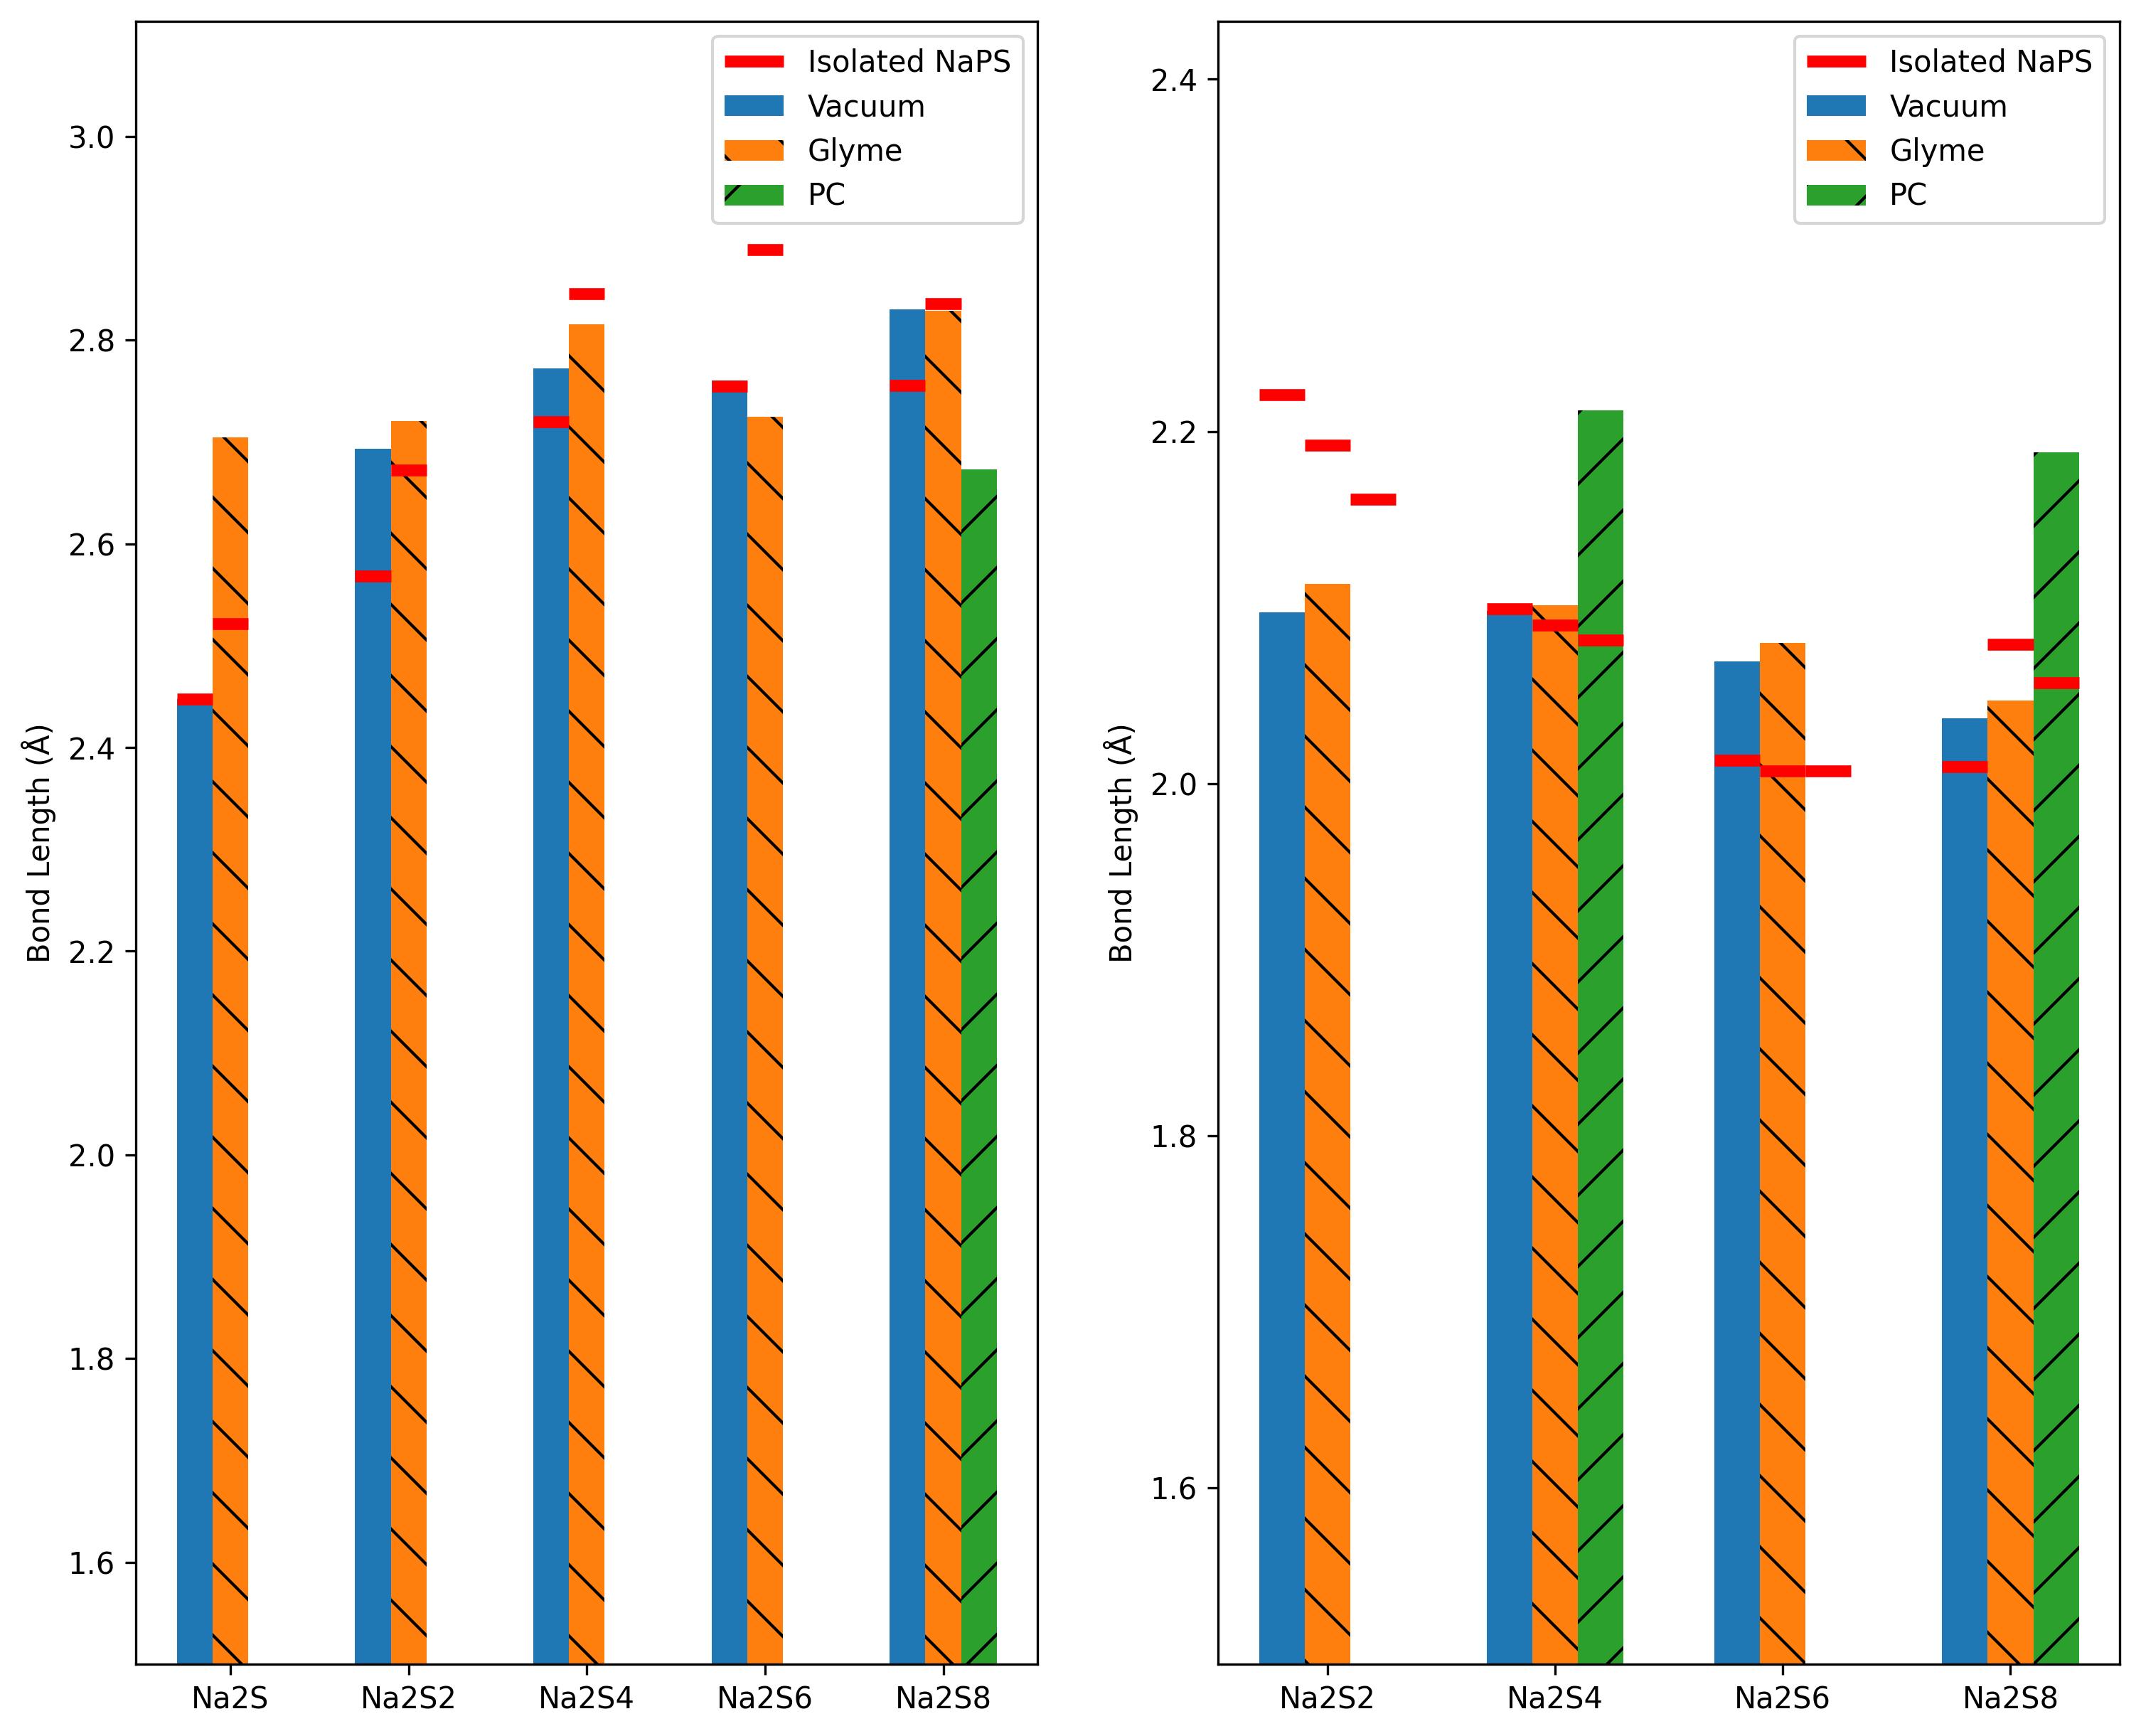 Isolated NaPS
Vacuum
Glyme
PC
3.0
2.8
2.6
2.4
2.2
2.0
1.8
1.6
Bond Length (Å)
Na2S Na2S2 Na2S4 Na2S6 Na2S8
Isolated NaPS
Vacuum
Glyme
PC
2.4
2.2
2.0
1.8
1.6
Bond Length (Å)
Na2S2 Na2S4 Na2S6 Na2S8